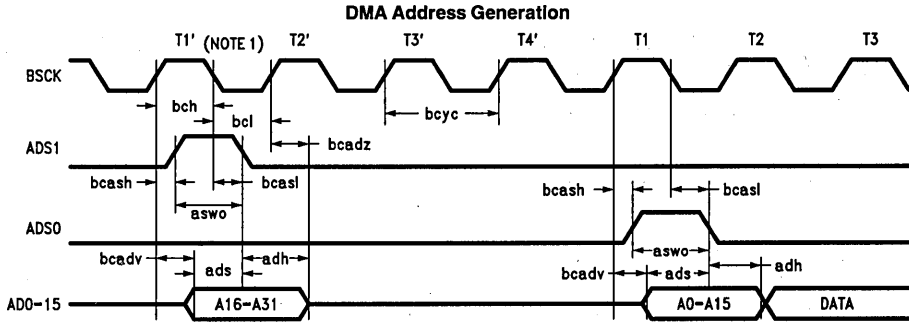 DMA Address Generation
T1' (NOTE 1) T2' T3' T4' T1 T2 T3
BSCK
bch
bcl
bcyc
bcadz
ADS1
bcash
bcasl
bcash
bcasl
aswo
ADS0
aswo
bcadv
ads
adh
bcadv
ads
adh
AD0-15
A16-A31
A0-A15
DATA